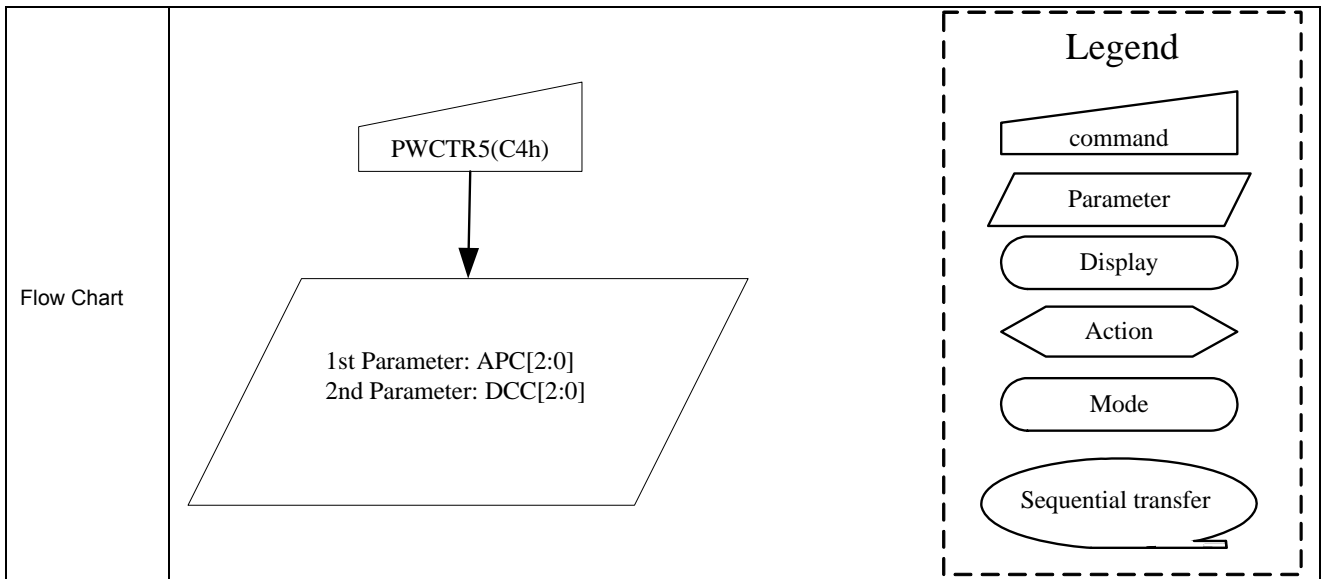 Flow Chart
PWCTR5(C4h)
1st Parameter: APC[2:0]
2nd Parameter: DCC[2:0]
Legend
command
Parameter
Display
Action
Mode
Sequential transfer